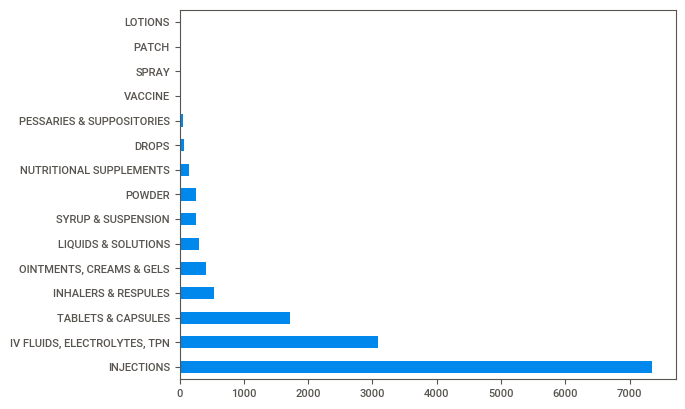 LOTIONS
PATCH
SPRAY
VACCINE
PESSARIES & SUPPOSITORIES
DROPS
NUTRITIONAL SUPPLEMENTS
POWDER
SYRUP & SUSPENSION
LIQUIDS & SOLUTIONS
OINTMENTS, CREAMS & GELS
INHALERS & RESPULES
TABLETS & CAPSULES
IV FLUIDS, ELECTROLYTES, TPN
INJECTIONS
0 1000 2000 3000 4000 5000 6000 7000